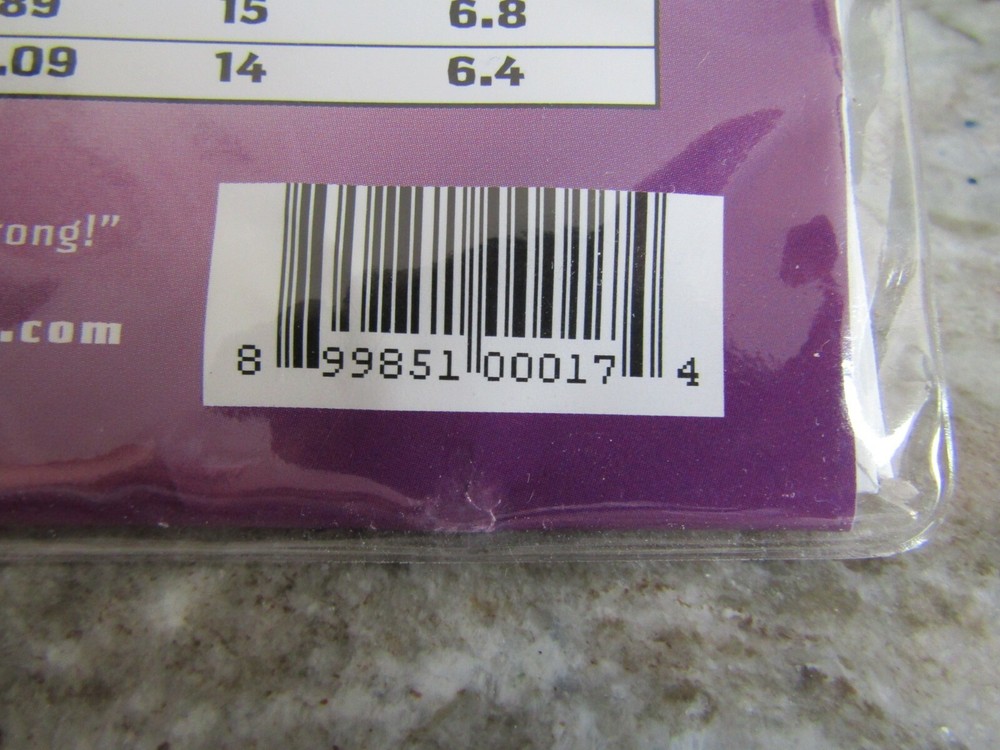 89 15 6.8
.09 14 6.4
ong!”
.com
8 99851 00017 4